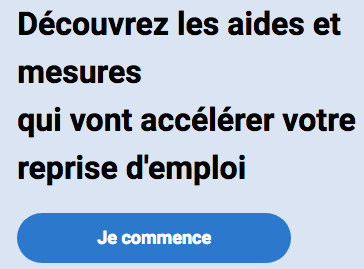 Découvrez les aides et
mesures
qui vont accélérer votre
reprise d'emploi
Je commence